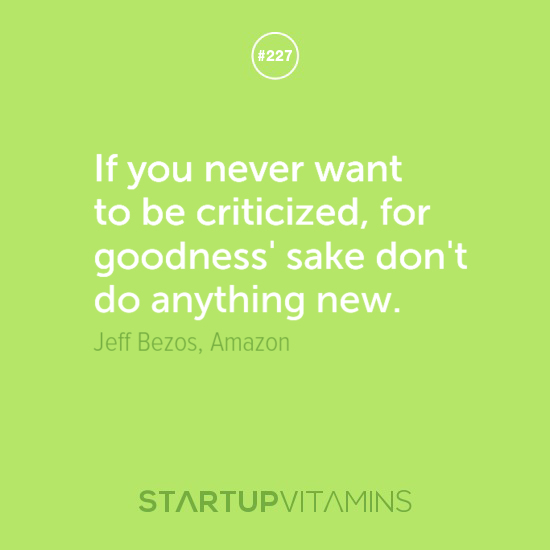 #227
If you never want
to be criticized, for
goodness' sake don't
do anything new.
Jeff Bezos, Amazon
STARTUPVITAMINS